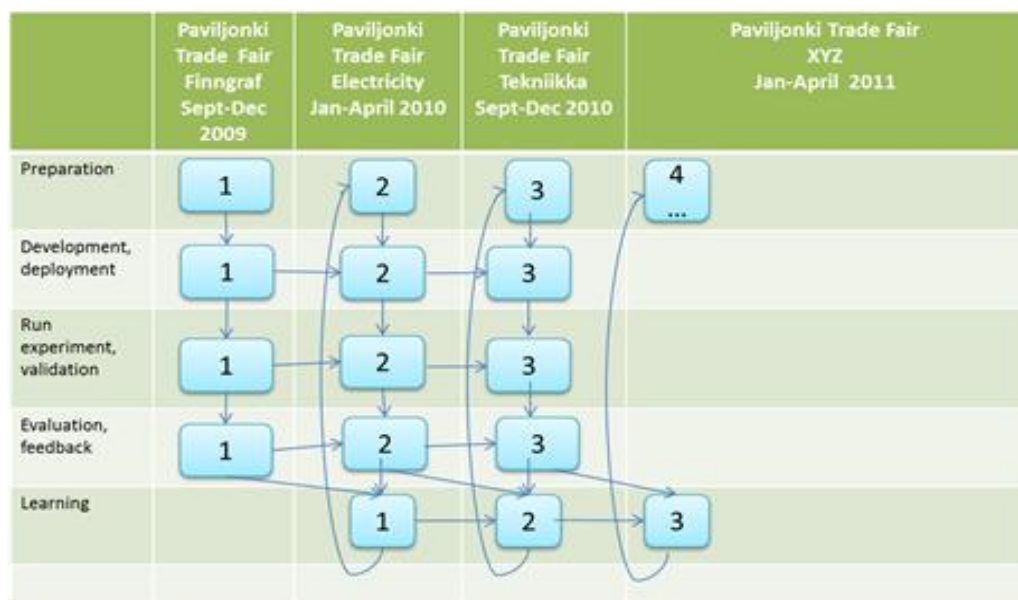 Paviljonki
Trade Fair
Finngraf
Sept-Dec
2009
Paviljonki
Trade Fair
Electricity
Jan-April 2010
Paviljonki
Trade Fair
Tekniikka
Sept-Dec 2010
Paviljonki Trade Fair
XYZ
Jan-April 2011
Preparation
1
2
3
4
...
Development,
deployment
1
2
3
Run
experiment,
validation
1
2
3
Evaluation,
feedback
1
2
3
Learning
1
2
3